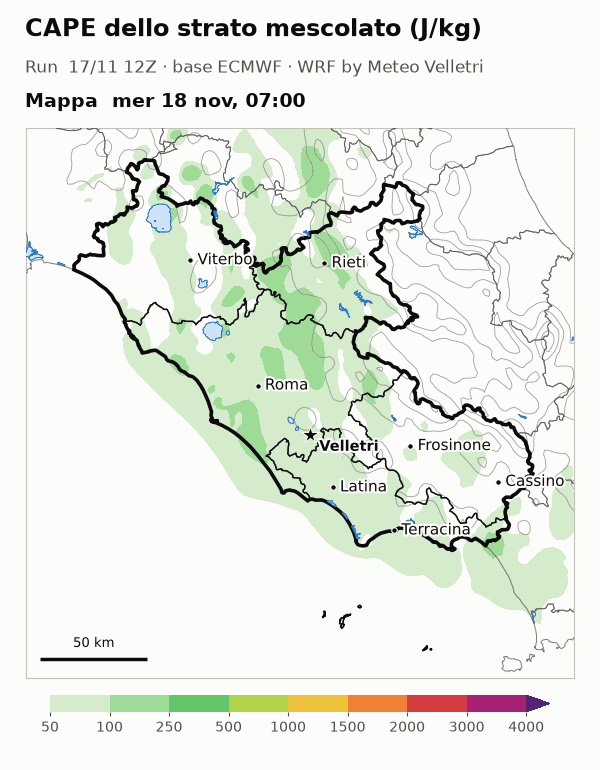 CAPE dello strato mescolato (J/kg)
Run  17/11 12Z · base ECMWF · WRF by Meteo Velletri
Mappa  mer 18 nov, 07:00
Viterbo
Rieti
Roma
Velletri
Frosinone
Latina
Cassino
Terracina
50 km
50 100 250 500 1000 1500 2000 3000 4000